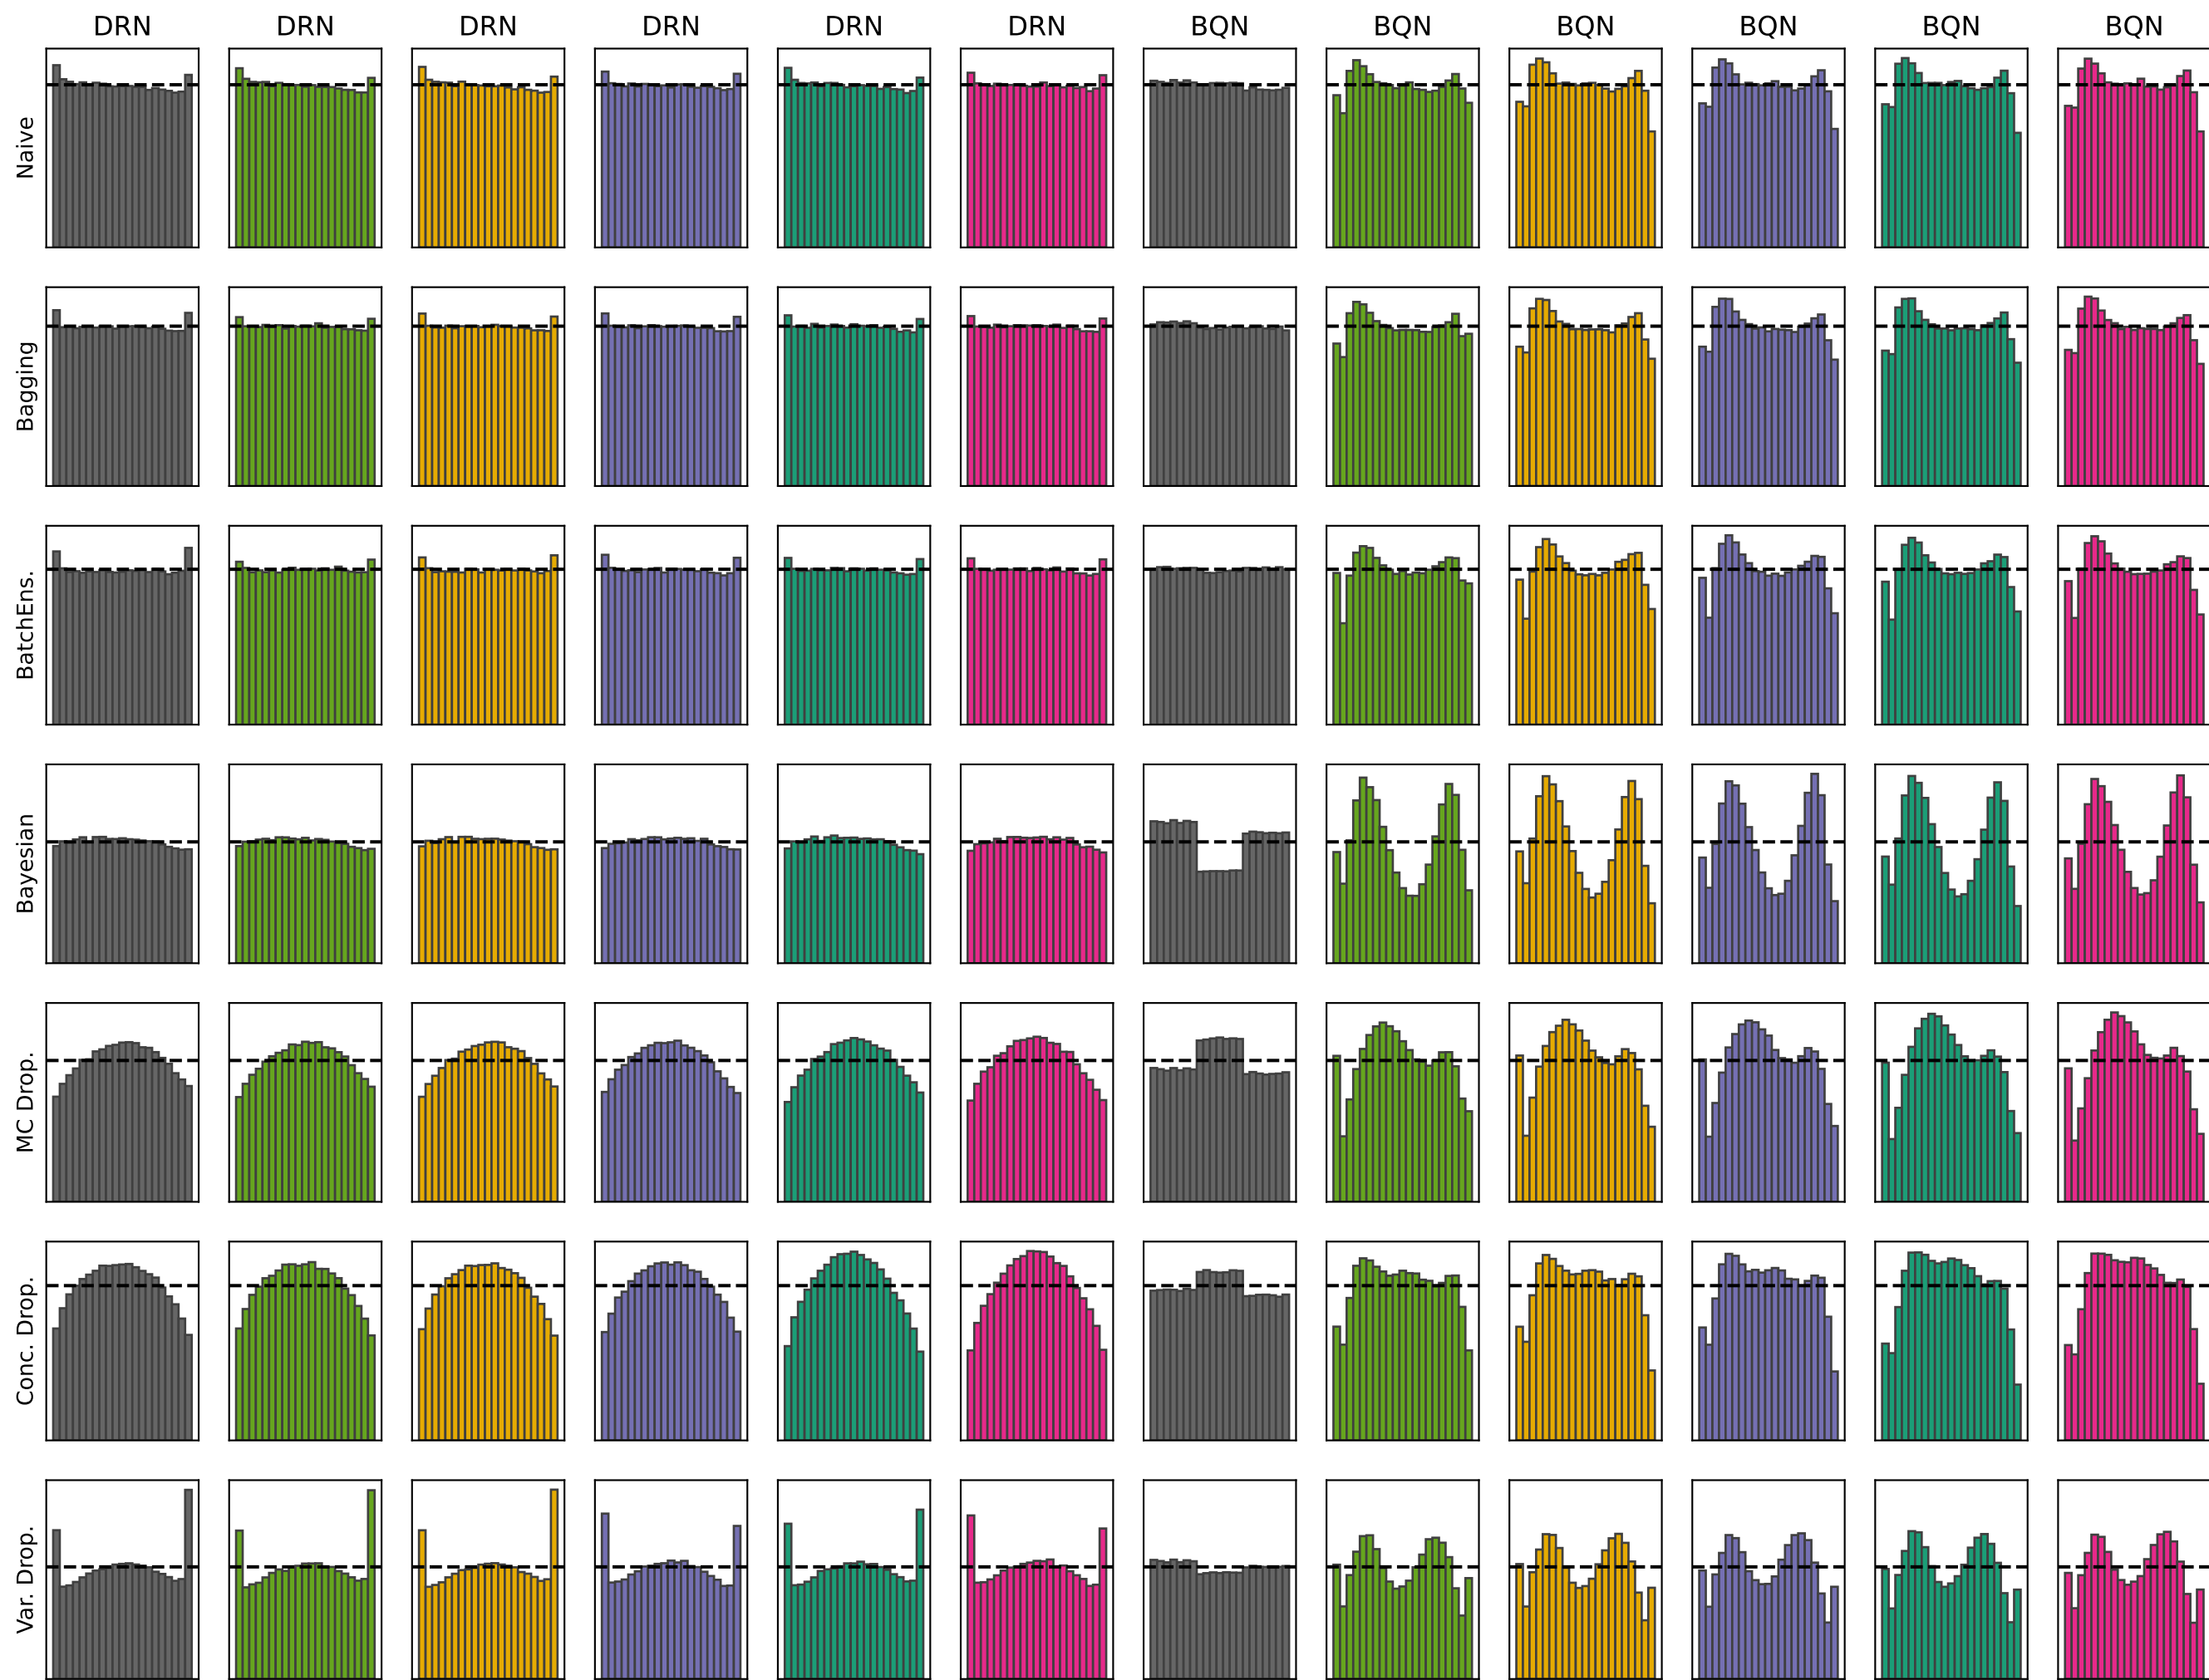 DRN DRN DRN DRN DRN DRN BQN BQN BQN BQN BQN BQN
Naive
Bagging
BatchEns.
Bayesian
MC Drop.
Conc. Drop.
Var. Drop.